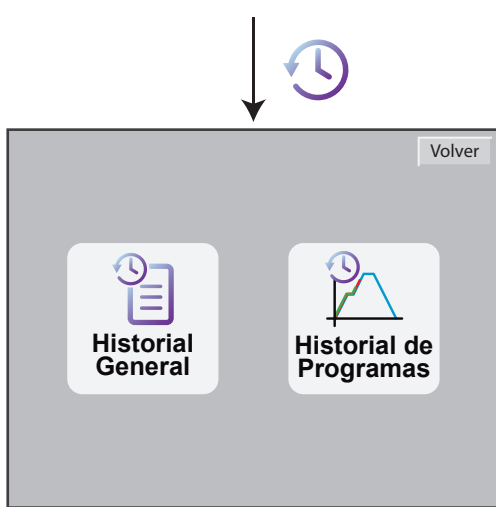 Volver
Historial
General
Historial de
Programas